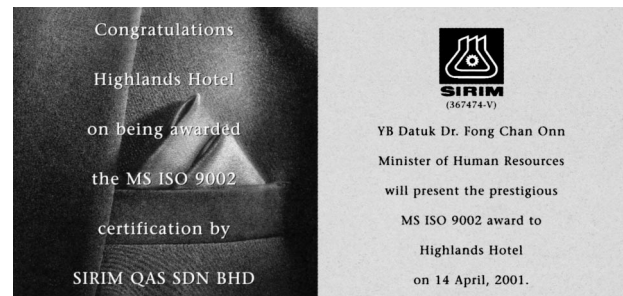 Congratulations
Highlands Hotel
on being awarded
the MS ISO 9002
certification by
SIRIM QAS SDN BHD
SIRIM
(367474-V)
YB Datuk Dr. Fong Chan Onn
Minister of Human Resources
will present the prestigious
MS ISO 9002 award to
Highlands Hotel
on 14 April, 2001.